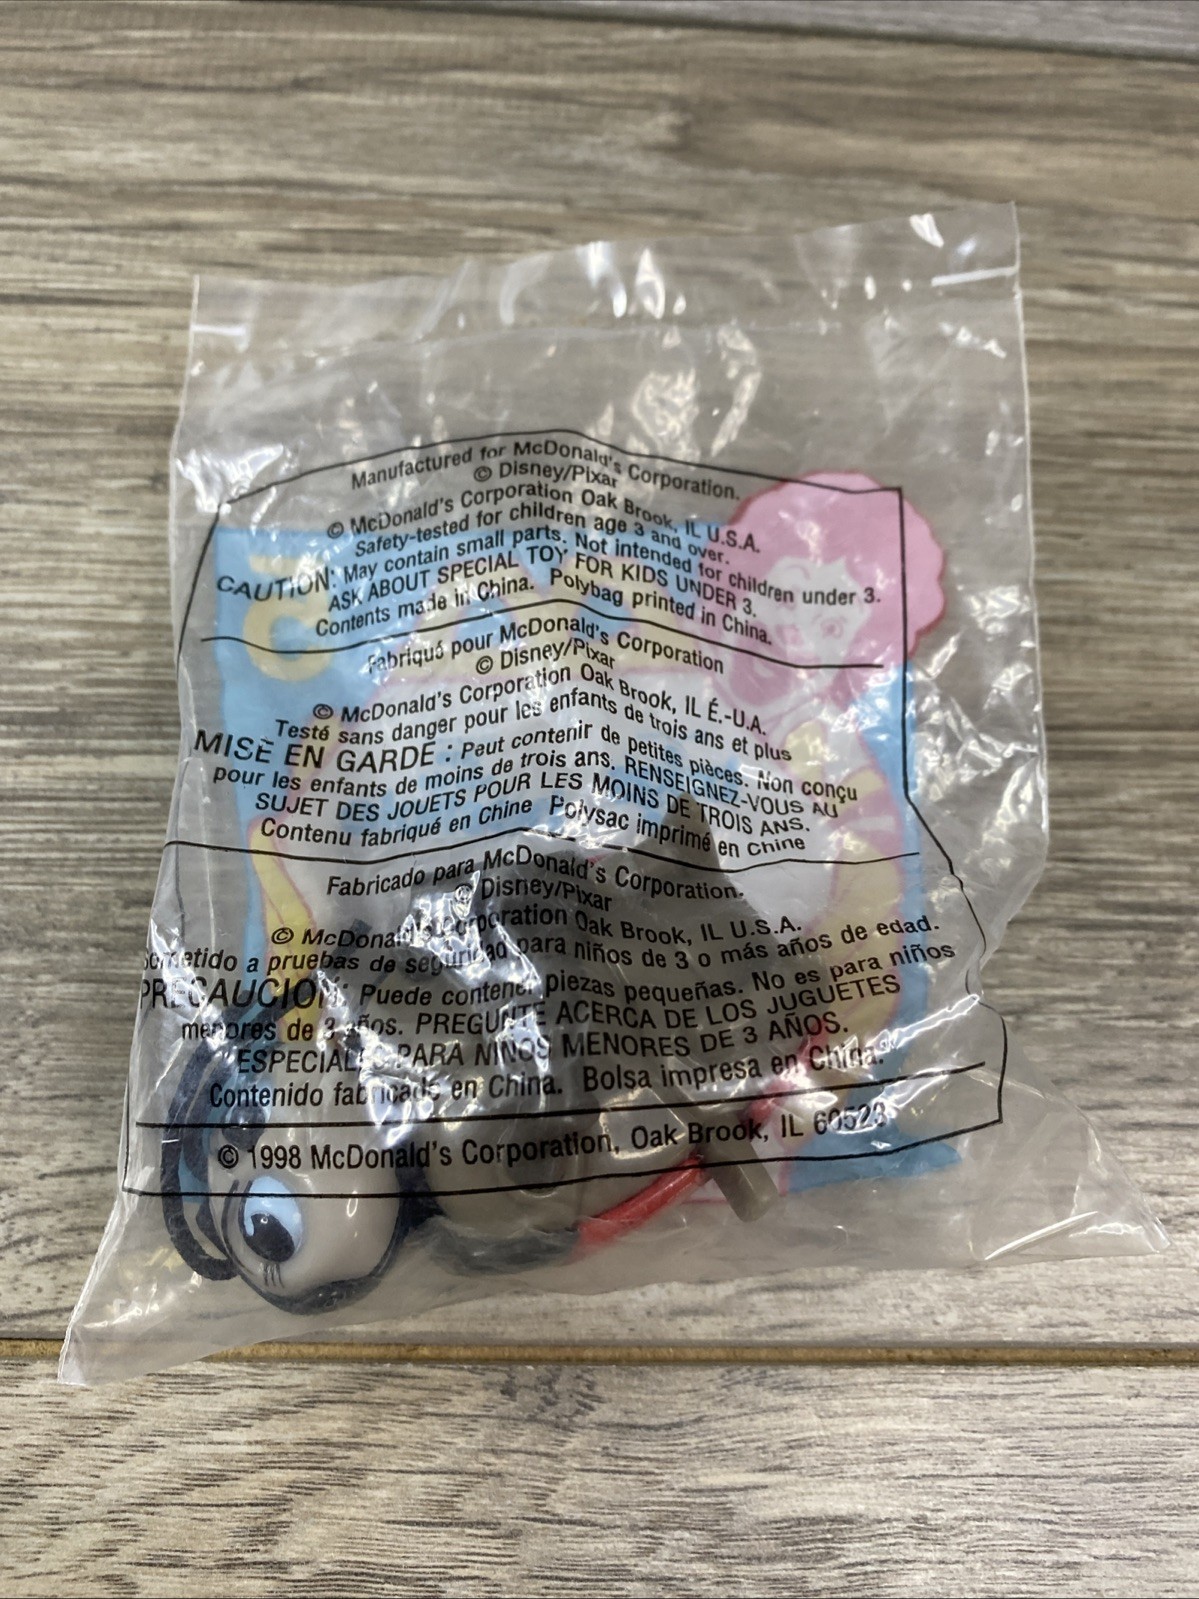 Manufactured for McDonald's Corporation.
© Disney/Pixar
© McDonald's Corporation Oak Brook, IL U.S.A.
Safety-tested for children age 3 and over.
CAUTION: May contain small parts. Not intended for children under 3.
ASK ABOUT SPECIAL TOY FOR KIDS UNDER 3.
Contents made in China. Polybag printed in China.
Fabriqué pour McDonald's Corporation
© Disney/Pixar
© McDonald's Corporation Oak Brook, IL É.-U.A.
Testé sans danger pour les enfants de trois ans et plus
MISE EN GARDE : Peut contenir de petites pièces. Non conçu
pour les enfants de moins de trois ans. RENSEIGNEZ-VOUS AU
SUJET DES JOUETS POUR LES MOINS DE TROIS ANS.
Contenu fabriqué en Chine Polysac imprimé en Chine
Fabricado para McDonald's Corporation.
© Disney/Pixar
© McDonald's Corporation Oak Brook, IL U.S.A.
Sometido a pruebas de seguridad para niños de 3 o más años de edad.
PRECAUCION: Puede contener piezas pequeñas. No es para niños
menores de 3 años. PREGUNTE ACERCA DE LOS JUGUETES
ESPECIALES PARA NINOS MENORES DE 3 AÑOS.
Contenido fabricado en China. Bolsa impresa en China.
© 1998 McDonald's Corporation, Oak Brook, IL 60523